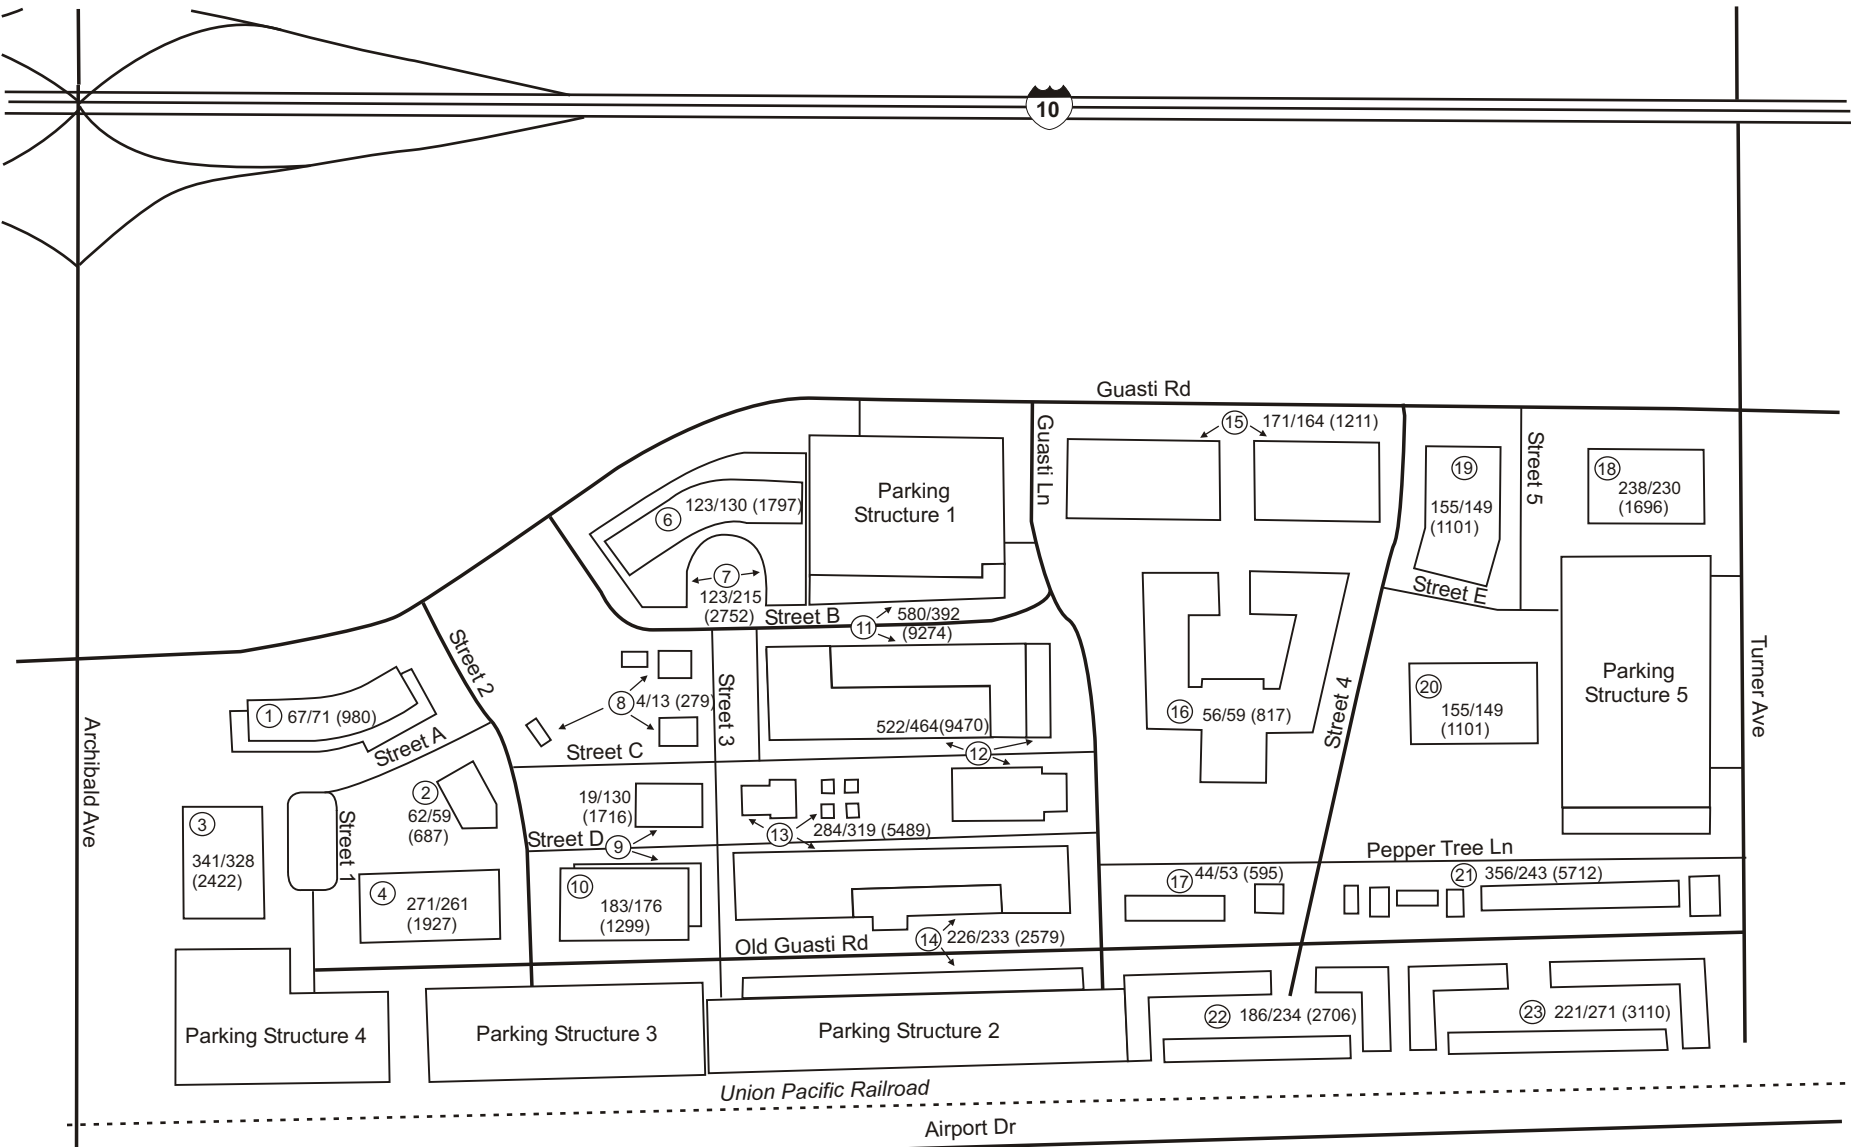 10
Guasti Rd
15 171/164 (1211)
Guasti Ln
Street 5
19
155/149
(1101)
18
238/230
(1696)
Parking
Structure 1
6 123/130 (1797)
7
123/215
(2752)
Street B
11
580/392
(9274)
Street E
Street 2
8 4/13 (279)
Street 3
Street C
522/464(9470)
12
16 56/59 (817)
Street 4
20
155/149
(1101)
Parking
Structure 5
Turner Ave
Archibald Ave
1 67/71 (980)
Street A
2
62/59
(687)
3
341/328
(2422)
Street 1
4
271/261
(1927)
19/130
(1716)
Street D
9
10
183/176
(1299)
13 284/319 (5489)
Pepper Tree Ln
17 44/53 (595)
21 356/243 (5712)
Old Guasti Rd
14 226/233 (2579)
Parking Structure 4
Parking Structure 3
Parking Structure 2
22 186/234 (2706)
23 221/271 (3110)
Union Pacific Railroad
Airport Dr